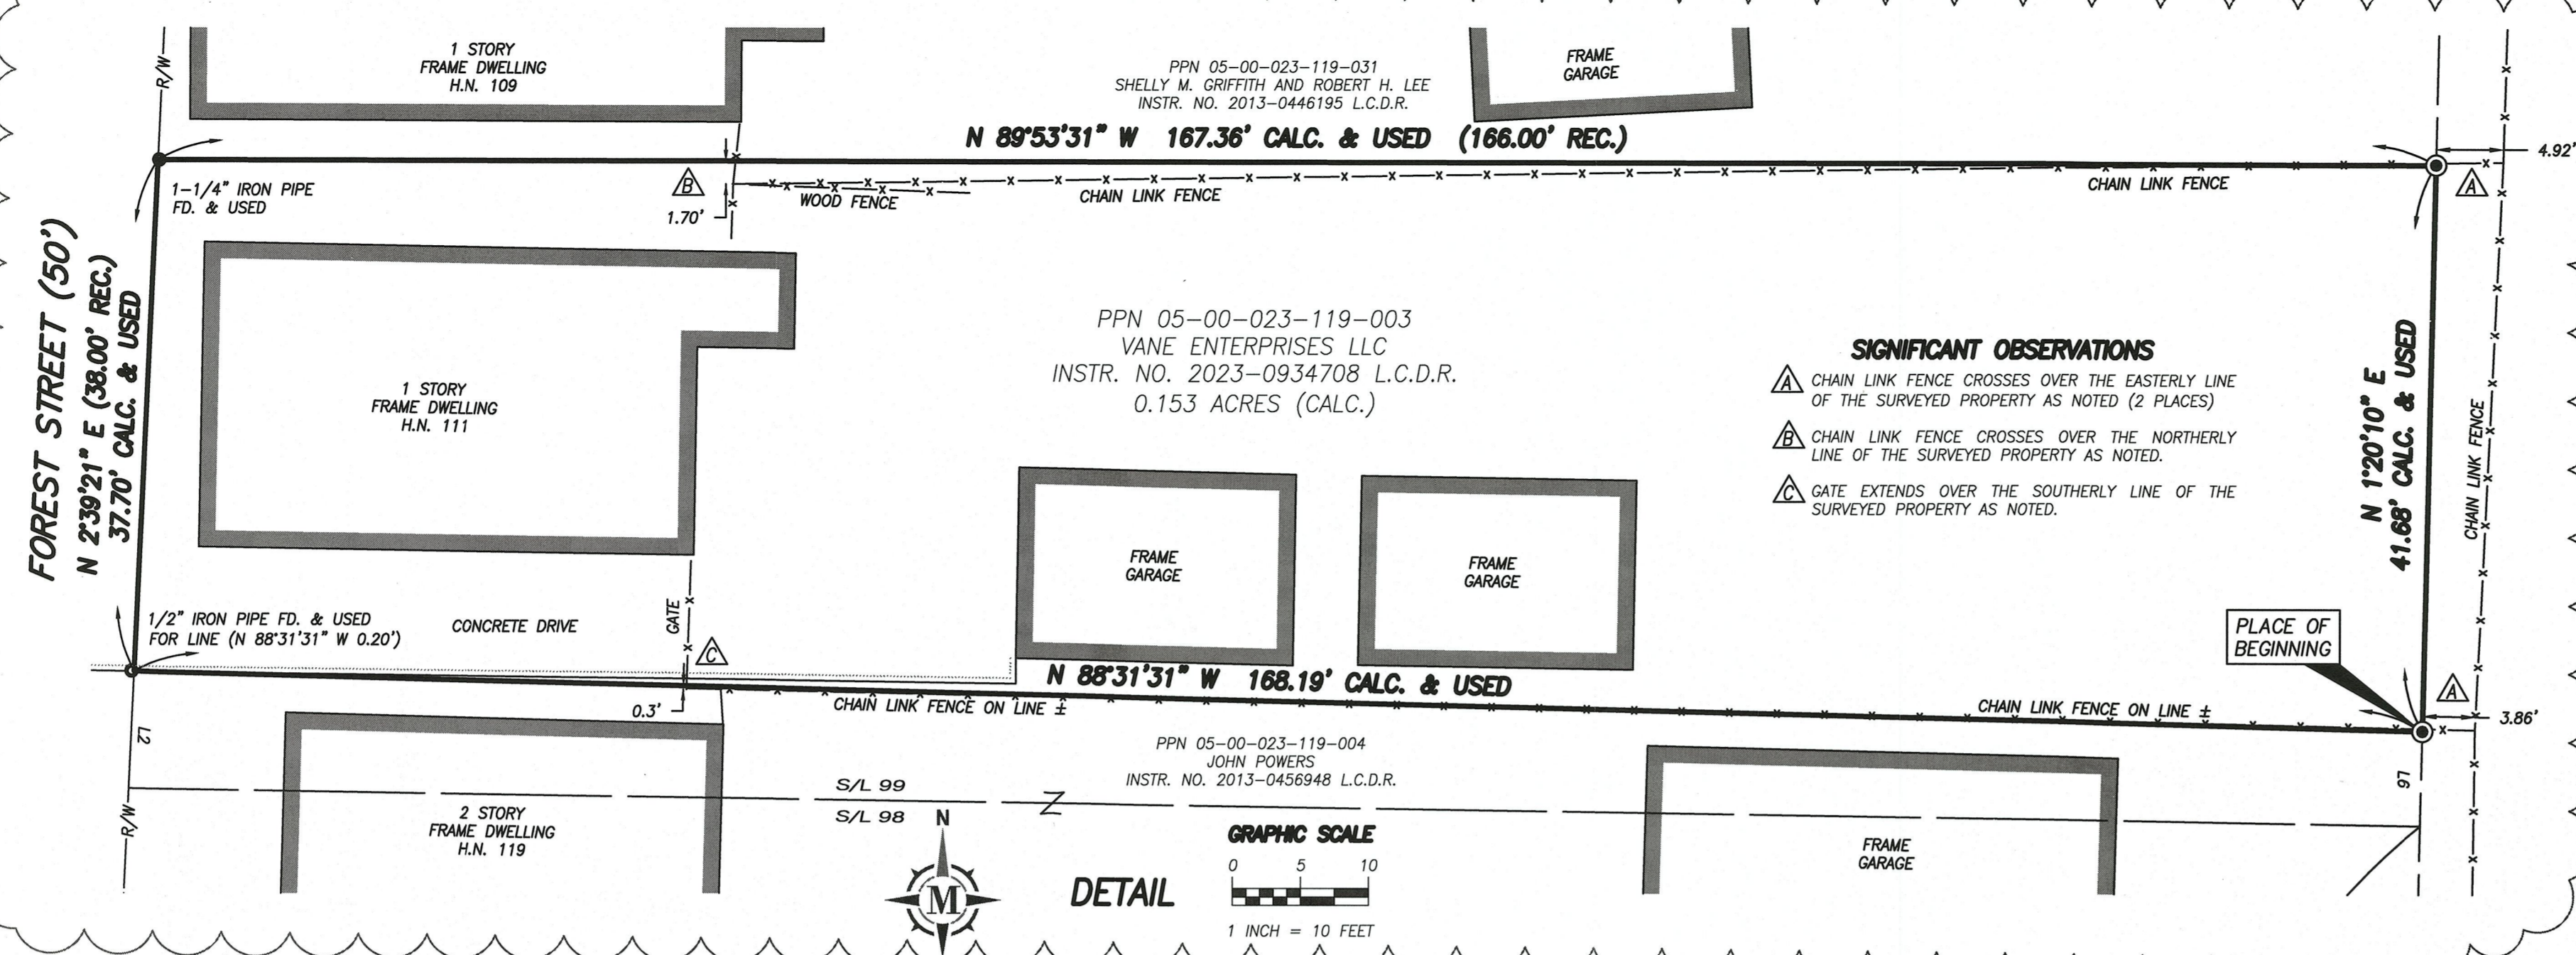 R/W
1 STORY
FRAME DWELLING
H.N. 109
PPN 05-00-023-119-031
SHELLY M. GRIFFITH AND ROBERT H. LEE
INSTR. NO. 2013-0446195 L.C.D.R.
FRAME
GARAGE
N 89°53'31" W 167.36' CALC. & USED (166.00' REC.)
4.92'
1-1/4" IRON PIPE
FD. & USED
B
1.70'
WOOD FENCE
CHAIN LINK FENCE
CHAIN LINK FENCE
A
FOREST STREET (50')
N 2°39'21" E (38.00' REC.)
37.70' CALC. & USED
1 STORY
FRAME DWELLING
H.N. 111
PPN 05-00-023-119-003
VANE ENTERPRISES LLC
INSTR. NO. 2023-0934708 L.C.D.R.
0.153 ACRES (CALC.)
SIGNIFICANT OBSERVATIONS
A CHAIN LINK FENCE CROSSES OVER THE EASTERLY LINE
OF THE SURVEYED PROPERTY AS NOTED (2 PLACES)
B CHAIN LINK FENCE CROSSES OVER THE NORTHERLY
LINE OF THE SURVEYED PROPERTY AS NOTED.
C GATE EXTENDS OVER THE SOUTHERLY LINE OF THE
SURVEYED PROPERTY AS NOTED.
N 1°20'10" E
41.68' CALC. & USED
CHAIN LINK FENCE
FRAME
GARAGE
FRAME
GARAGE
1/2" IRON PIPE FD. & USED
FOR LINE (N 88°31'31" W 0.20')
CONCRETE DRIVE
GATE
C
PLACE OF
BEGINNING
N 88°31'31" W 168.19' CALC. & USED
A
0.3'
CHAIN LINK FENCE ON LINE ±
CHAIN LINK FENCE ON LINE ±
3.86'
L2
PPN 05-00-023-119-004
JOHN POWERS
INSTR. NO. 2013-0456948 L.C.D.R.
97
S/L 99
S/L 98
R/W
2 STORY
FRAME DWELLING
H.N. 119
N
M
DETAIL
GRAPHIC SCALE
0 5 10
1 INCH = 10 FEET
FRAME
GARAGE